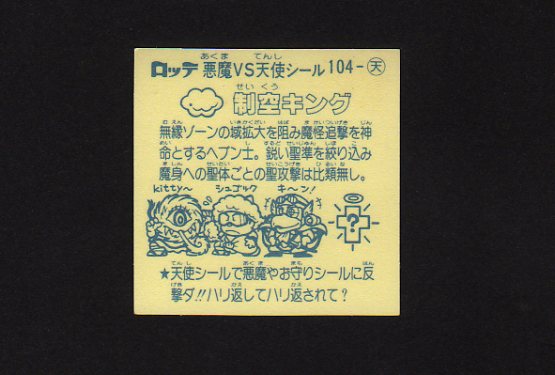 ロッテ 悪魔VS天使シール 104-天
制空キング
無縁ゾーンの域拡大を阻み魔怪追撃を神
命とするヘブン士。鋭い聖準を絞り込み
魔身への聖体ごとの聖攻撃は比類無し。
kitty〜 シュゴルク キ〜ン!
?
★天使シールで悪魔やお守りシールに反
撃ダ!!ハリ返してハリ返されて?